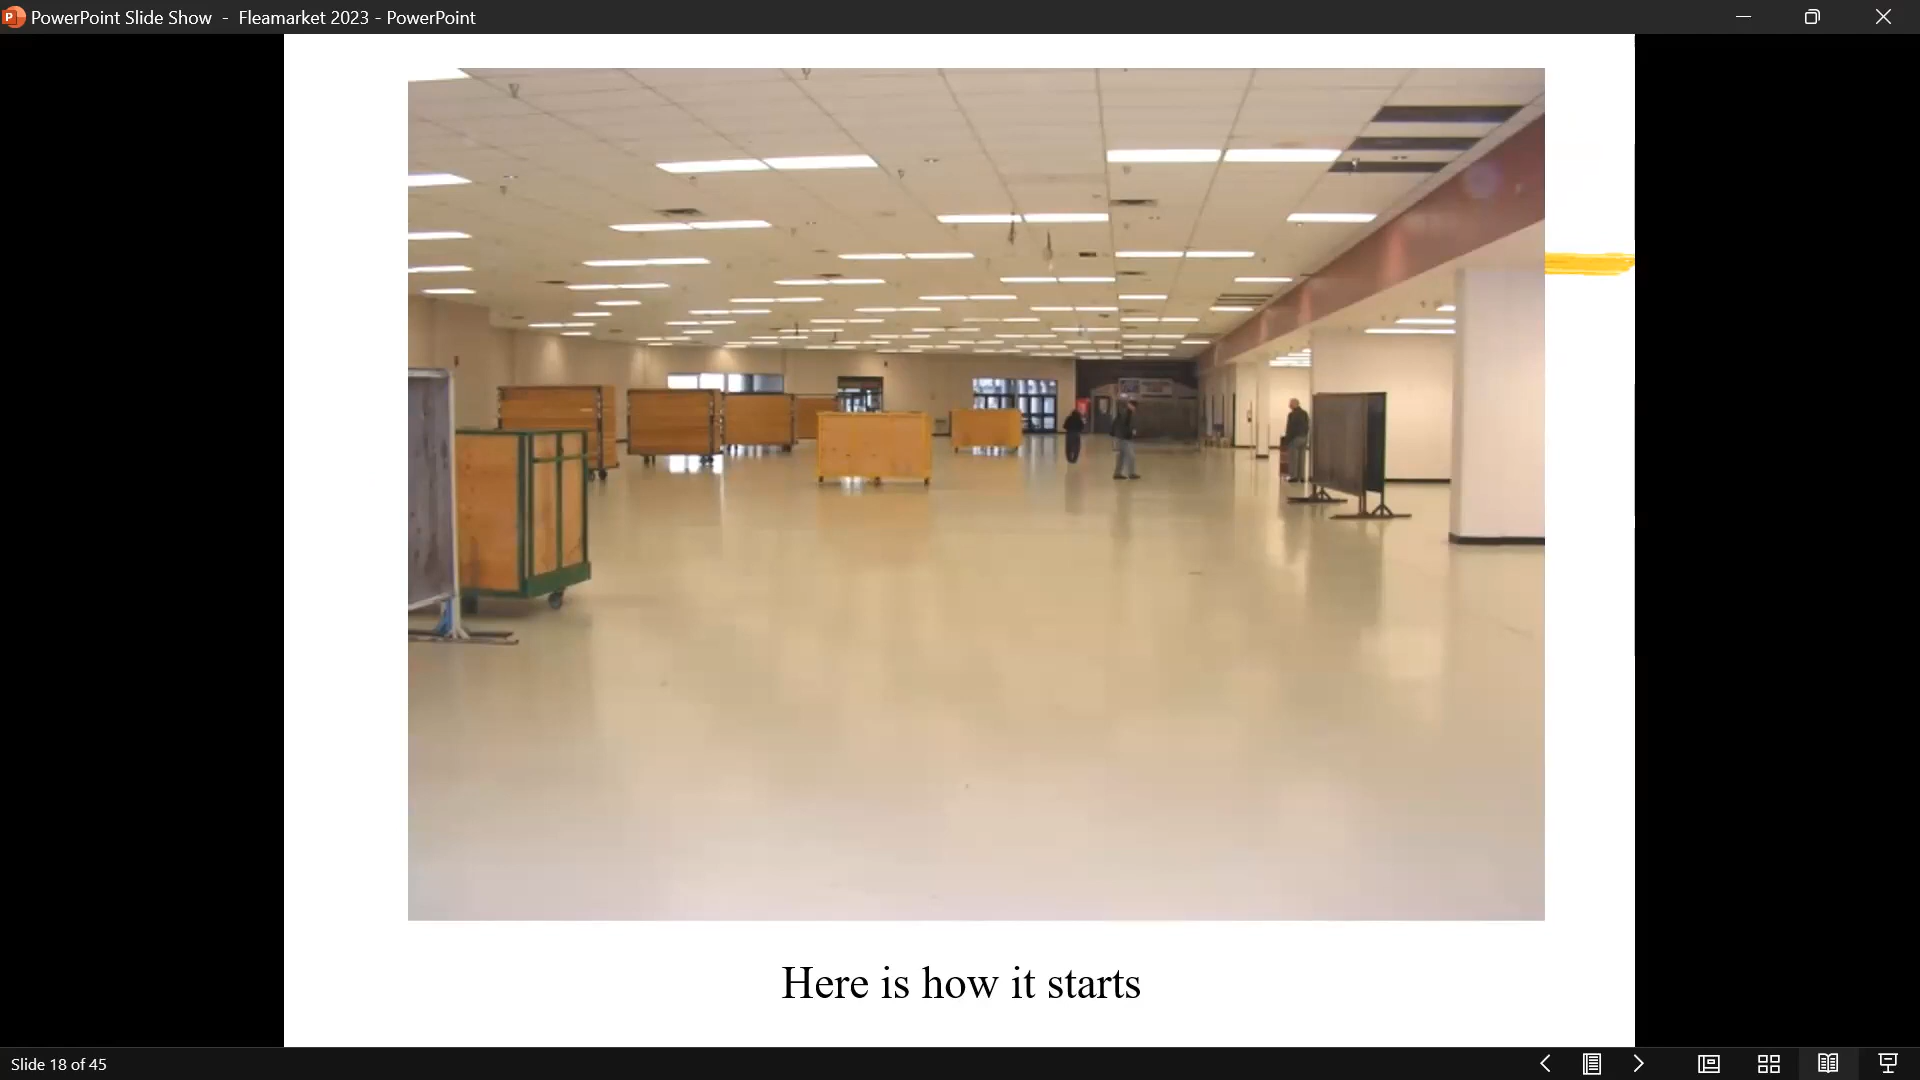 PowerPoint Slide Show - Fleamarket 2023 - PowerPoint
Here is how it starts
Slide 18 of 45